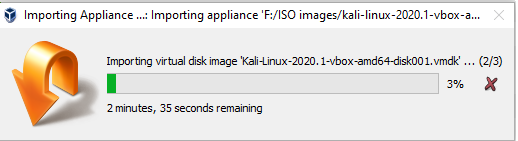 Importing Appliance ...: Importing appliance 'F:/ISO images/kali-linux-2020.1-vbox-a...
Importing virtual disk image 'Kali-Linux-2020.1-vbox-amd64-disk001.vmdk' ... (2/3)
3%
2 minutes, 35 seconds remaining